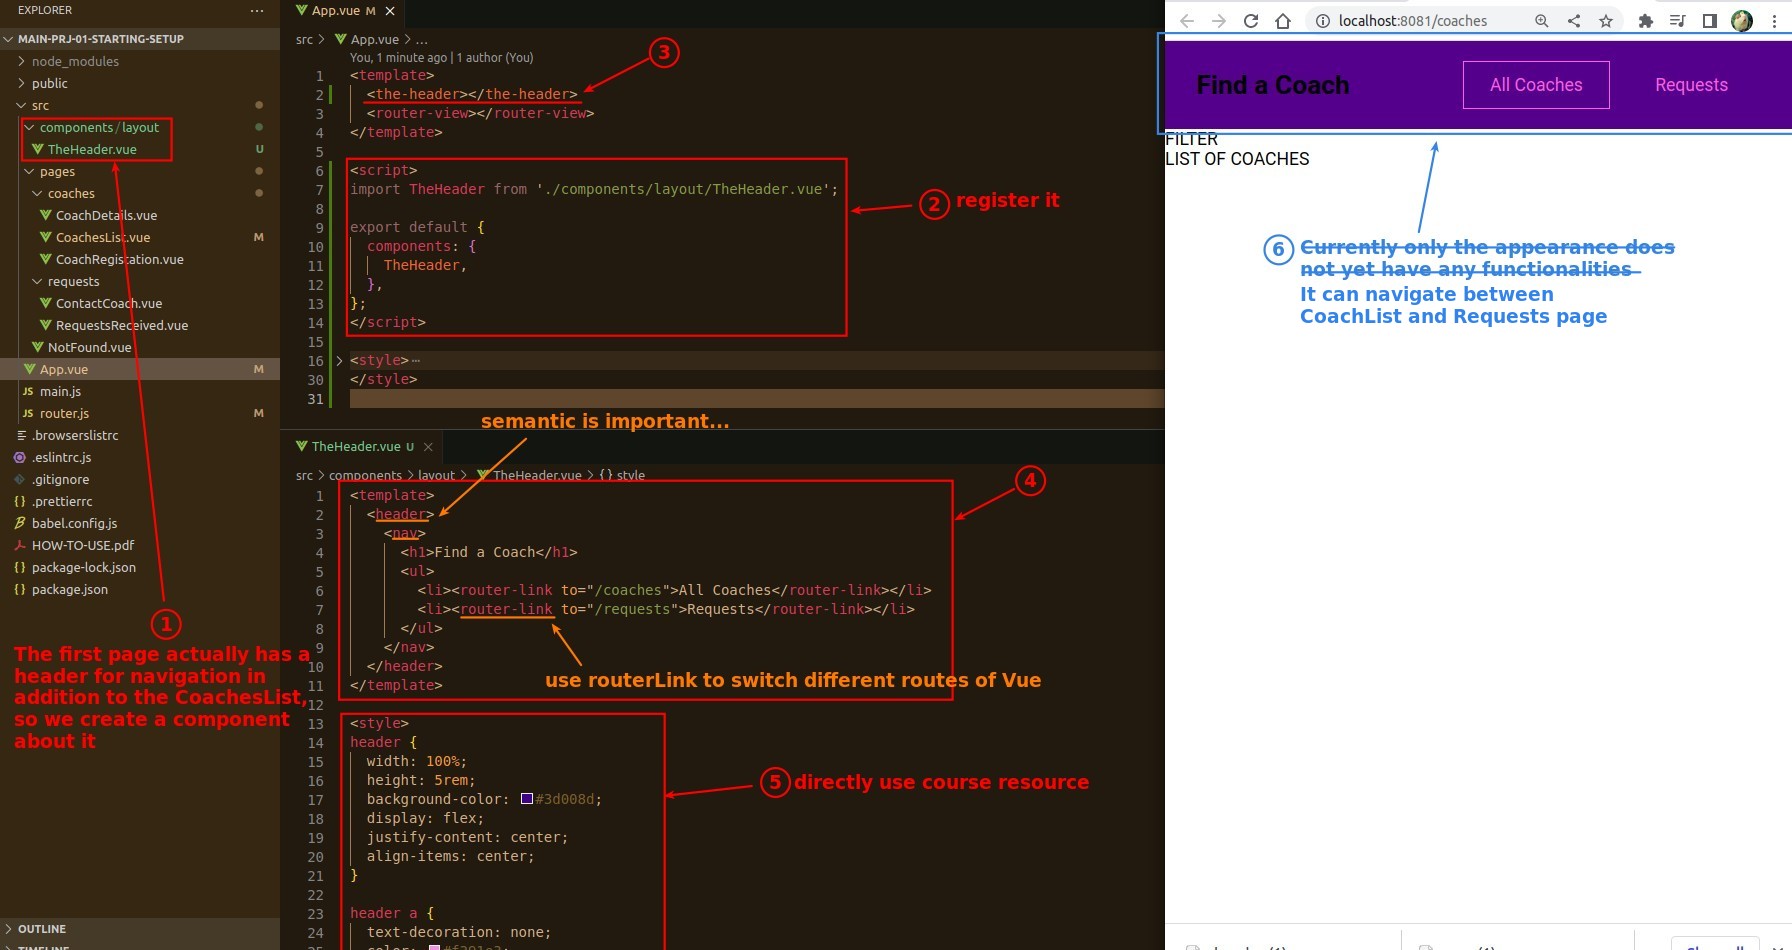 EXPLORER
MAIN-PRJ-01-STARTING-SETUP
node_modules
public
src
components/layout
TheHeader.vue U
pages
coaches
CoachDetails.vue
CoachesList.vue M
CoachRegistation.vue
requests
ContactCoach.vue
RequestsReceived.vue
NotFound.vue
App.vue M
JS main.js
JS router.js M
.browserslistrc
.eslintrc.js
.gitignore
{} .prettierrc
babel.config.js
HOW-TO-USE.pdf
{} package-lock.json
{} package.json
1
The first page actually has a
header for navigation in
addition to the CoachesList,
so we create a component
about it
OUTLINE
TIMELINE
App.vue M ×
src > App.vue > ...
You, 1 minute ago | 1 author (You)
1 <template>
2 <the-header></the-header>
3 <router-view></router-view>
4 </template>
5
6 <script>
7 import TheHeader from './components/layout/TheHeader.vue';
8
9 export default {
10 components: {
11 TheHeader,
12 },
13 };
14 </script>
15
16 <style>…
30 </style>
31
3
2 register it
semantic is important...
TheHeader.vue U ×
src > components > layout > TheHeader.vue > {} style
1 <template>
2 <header>
3 <nav>
4 <h1>Find a Coach</h1>
5 <ul>
6 <li><router-link to="/coaches">All Coaches</router-link></li>
7 <li><router-link to="/requests">Requests</router-link></li>
8 </ul>
9 </nav>
10 </header>
11 </template>
12
13 <style>
14 header {
15 width: 100%;
16 height: 5rem;
17 background-color: #3d008d;
18 display: flex;
19 justify-content: center;
20 align-items: center;
21 }
22
23 header a {
24 text-decoration: none;
4
use routerLink to switch different routes of Vue
5 directly use course resource
localhost:8081/coaches
Find a Coach
All Coaches
Requests
FILTER
LIST OF COACHES
6 Currently only the appearance does
not yet have any functionalities
It can navigate between
CoachList and Requests page